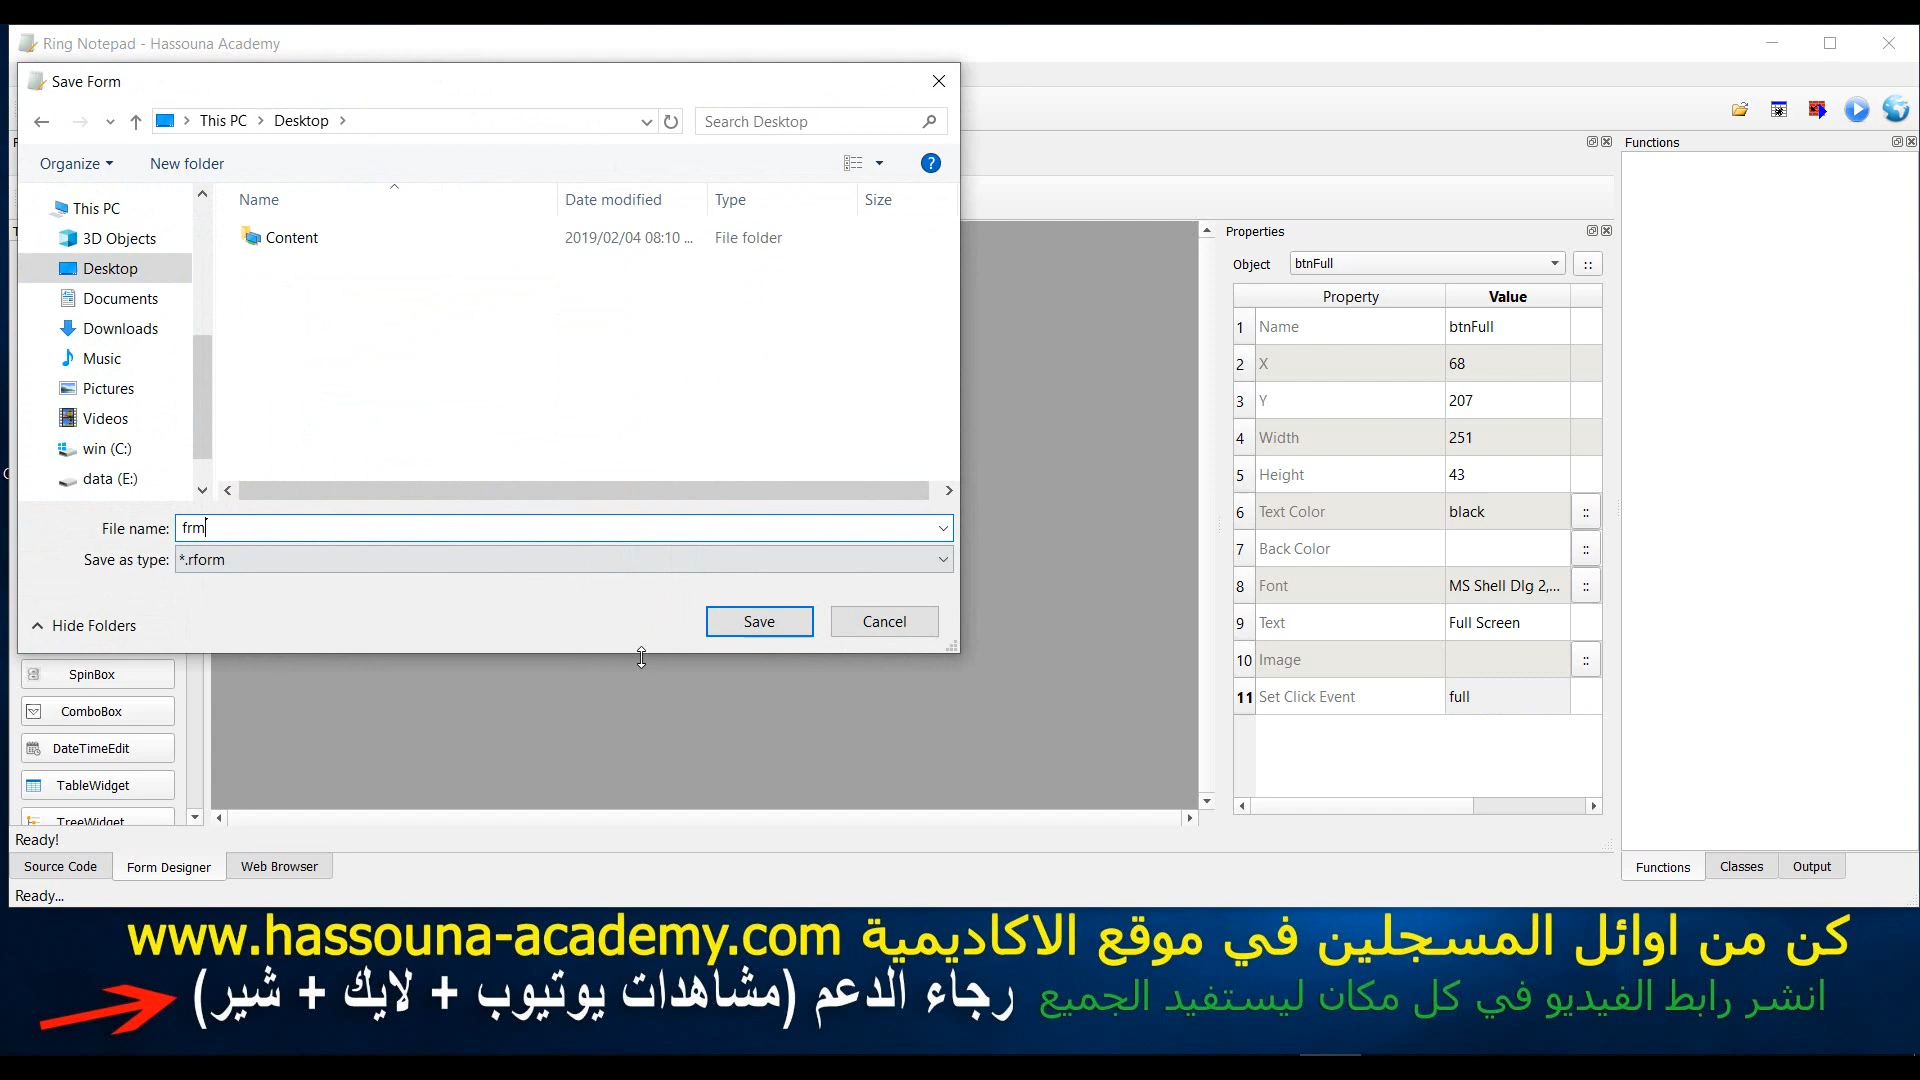 Ring Notepad - Hassouna Academy
Save Form
This PC
Desktop
Search Desktop
Organize
New folder
Name
Date modified
Type
Size
This PC
3D Objects
Desktop
Documents
Downloads
Music
Pictures
Videos
win (C:)
data (E:)
Content
2019/02/04 08:10 ...
File folder
File name: frm
Save as type: *.rform
Hide Folders
Save
Cancel
SpinBox
ComboBox
DateTimeEdit
TableWidget
TreeWidget
Properties
Object btnFull
Property Value
1 Name btnFull
2 X 68
3 Y 207
4 Width 251
5 Height 43
6 Text Color black
7 Back Color
8 Font MS Shell Dlg 2,...
9 Text Full Screen
10 Image
11 Set Click Event full
Functions
Ready!
Source Code
Form Designer
Web Browser
Functions
Classes
Output
Ready...
كن من اوائل المسجلين في موقع الاكاديمية www.hassouna-academy.com
انشر رابط الفيديو في كل مكان ليستفيد الجميع رجاء الدعم (مشاهدات يوتيوب + لايك + شير)